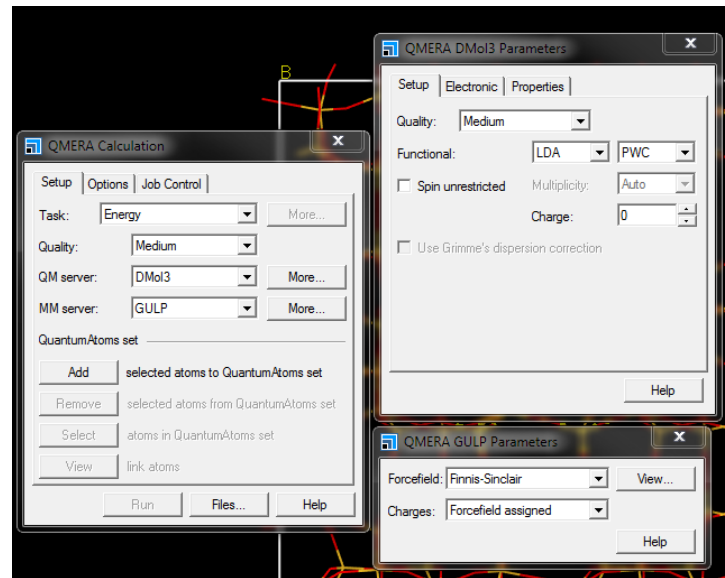 B
QMERA DMol3 Parameters
x
Setup Electronic Properties
Quality: Medium
Functional: LDA PWC
Spin unrestricted Multiplicity: Auto
Charge: 0
Use Grimme's dispersion correction
Help
QMERA Calculation
x
Setup Options Job Control
Task: Energy More...
Quality: Medium
QM server: DMol3 More...
MM server: GULP More...
QuantumAtoms set
Add selected atoms to QuantumAtoms set
Remove selected atoms from QuantumAtoms set
Select atoms in QuantumAtoms set
View link atoms
Run Files... Help
QMERA GULP Parameters
x
Forcefield: Finnis-Sinclair View...
Charges: Forcefield assigned
Help